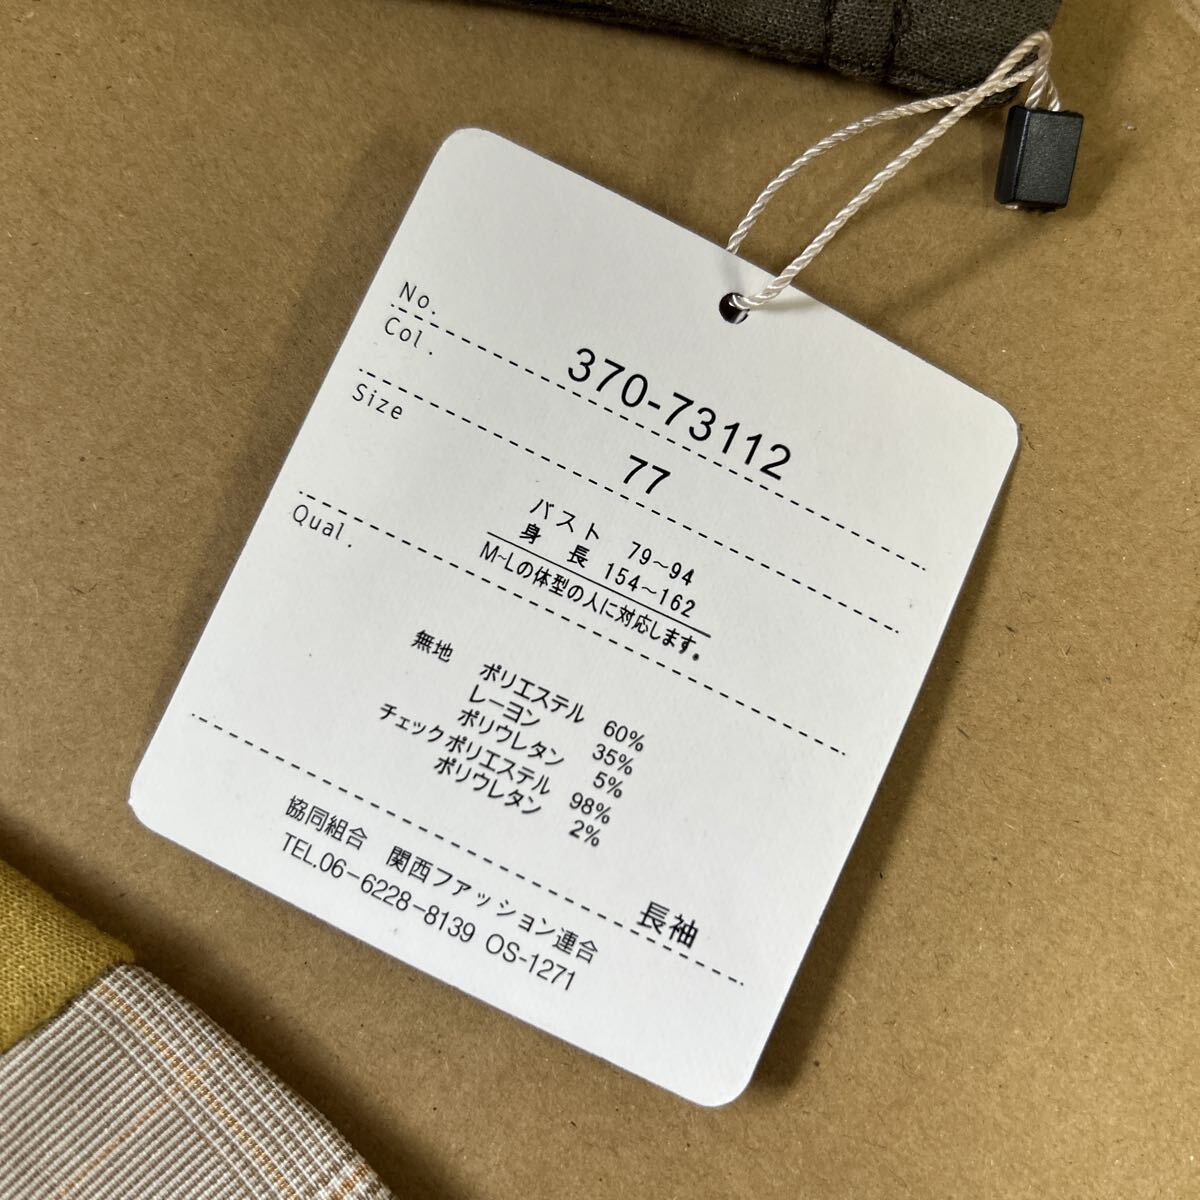 No. 370-73112
Col. 77
Size バスト 79~94
身長 154~162
M~Lの体型の人に対応します。
Qual.
無地 ポリエステル 60%
レーヨン 35%
ポリウレタン 5%
チェック ポリエステル 98%
ポリウレタン 2%
長袖
協同組合 関西ファッション連合
TEL.06-6228-8139 OS-1271